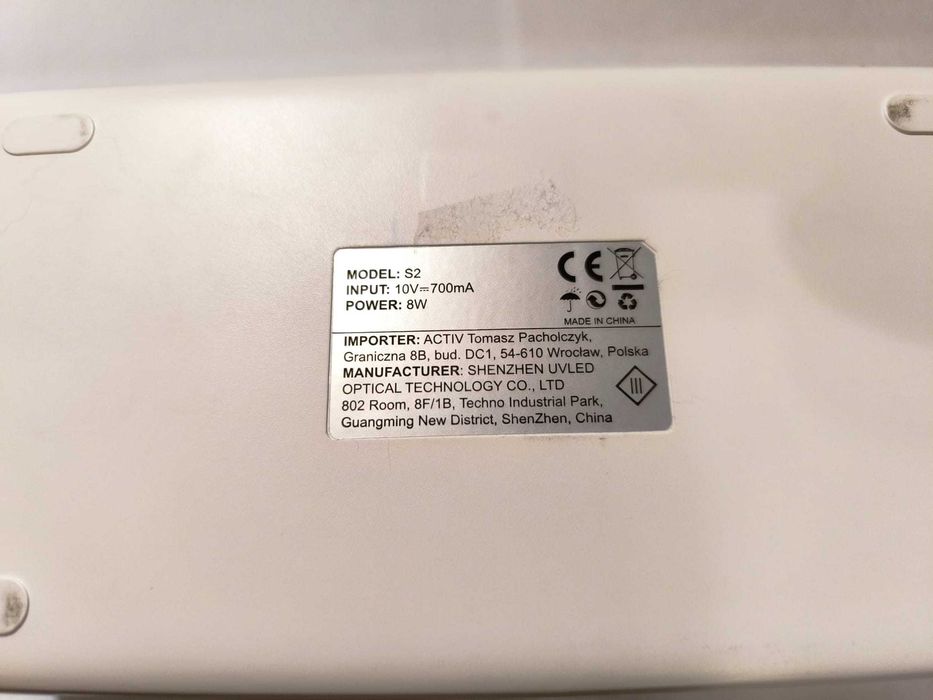 MODEL: S2
INPUT: 10V⎓700mA
POWER: 8W
CE
MADE IN CHINA
IMPORTER: ACTIV Tomasz Pacholczyk,
Graniczna 8B, bud. DC1, 54-610 Wrocław, Polska
MANUFACTURER: SHENZHEN UVLED
OPTICAL TECHNOLOGY CO., LTD
802 Room, 8F/1B, Techno Industrial Park,
Guangming New District, ShenZhen, China
III